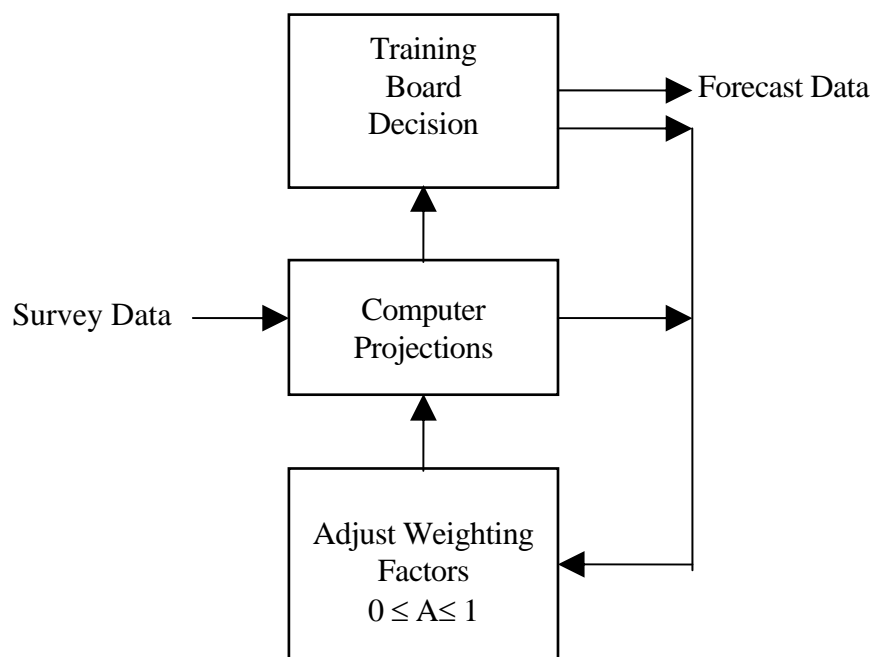 Training
Board
Decision
Forecast Data
Survey Data
Computer
Projections
Adjust Weighting
Factors
0 ≤ A≤ 1